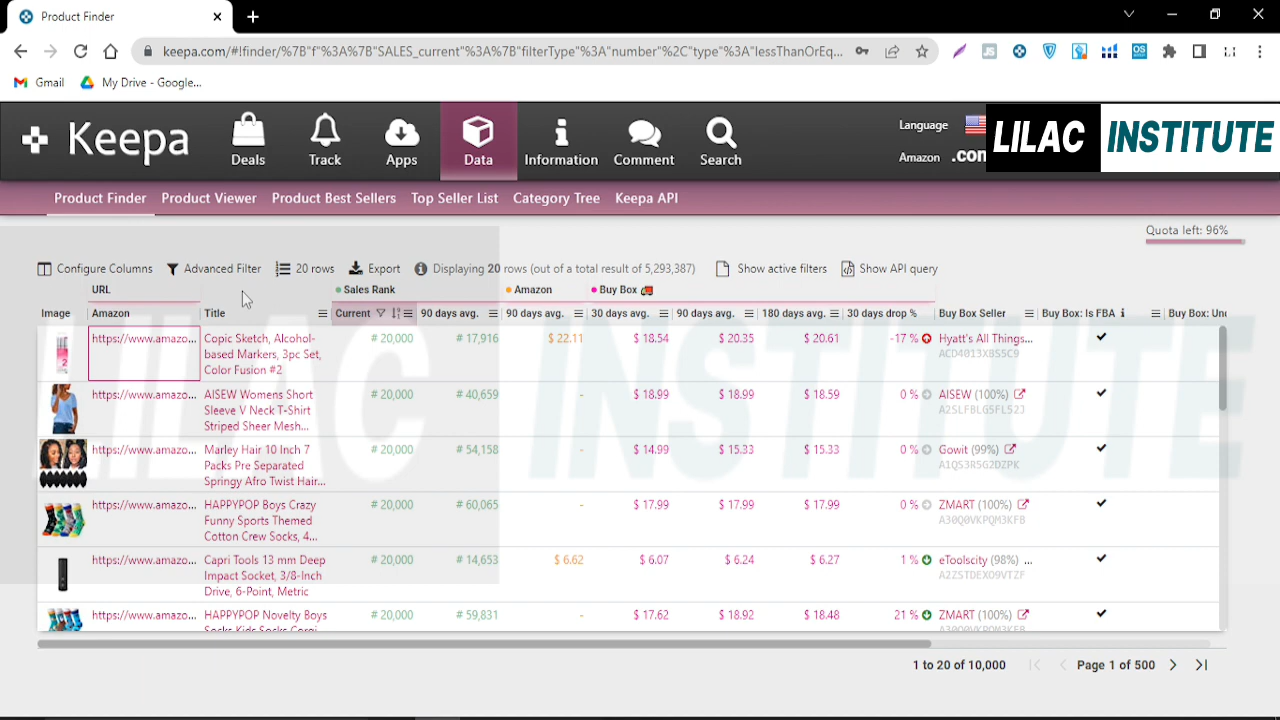 Product Finder
keepa.com/#!finder/%7B"f"%3A%7B"SALES_current"%3A%7B"filterType"%3A"number"%2C"type"%3A"lessThanOrEq...
Gmail My Drive - Google...
Keepa Deals Track Apps Data Information Comment Search
Language
Amazon .com
LILAC INSTITUTE
Product Finder Product Viewer Product Best Sellers Top Seller List Category Tree Keepa API
Quota left: 96%
Configure Columns Advanced Filter 20 rows Export Displaying 20 rows (out of a total result of 5,293,387) Show active filters Show API query
URL Sales Rank Amazon Buy Box
Image Amazon Title Current 90 days avg. 90 days avg. 30 days avg. 90 days avg. 180 days avg. 30 days drop % Buy Box Seller Buy Box: Is FBA Buy Box: Unc
https://www.amazo... Copic Sketch, Alcohol- # 20,000 # 17,916 $ 22.11 $ 18.54 $ 20.35 $ 20.61 -17 % Hyatt's All Things...
based Markers, 3pc Set, ACD4013XBS5C9
Color Fusion #2
https://www.amazo... AISEW Womens Short # 20,000 # 40,659 - $ 18.99 $ 18.99 $ 18.59 0 % AISEW (100%)
Sleeve V Neck T-Shirt A2SLFBLG5FL52J
Striped Sheer Mesh...
https://www.amazo... Marley Hair 10 Inch 7 # 20,000 # 54,158 - $ 14.99 $ 15.33 $ 15.33 0 % Gowit (99%)
Packs Pre Separated A1QS3R5G2DZPK
Springy Afro Twist Hair...
https://www.amazo... HAPPYPOP Boys Crazy # 20,000 # 60,065 - $ 17.99 $ 17.99 $ 17.99 0 % ZMART (100%)
Funny Sports Themed A30Q0VKPQM3KFB
Cotton Crew Socks, 4...
https://www.amazo... Capri Tools 13 mm Deep # 20,000 # 14,653 $ 6.62 $ 6.07 $ 6.24 $ 6.27 1 % eToolscity (98%) ...
Impact Socket, 3/8-Inch A2ZSTDEXO9VTZF
Drive, 6-Point, Metric
https://www.amazo... HAPPYPOP Novelty Boys # 20,000 # 59,831 - $ 17.62 $ 18.92 $ 18.48 21 % ZMART (100%)
Socks Kids Socks Corgi A30Q0VKPQM3KFB
LILAC INSTITUTE
1 to 20 of 10,000 Page 1 of 500